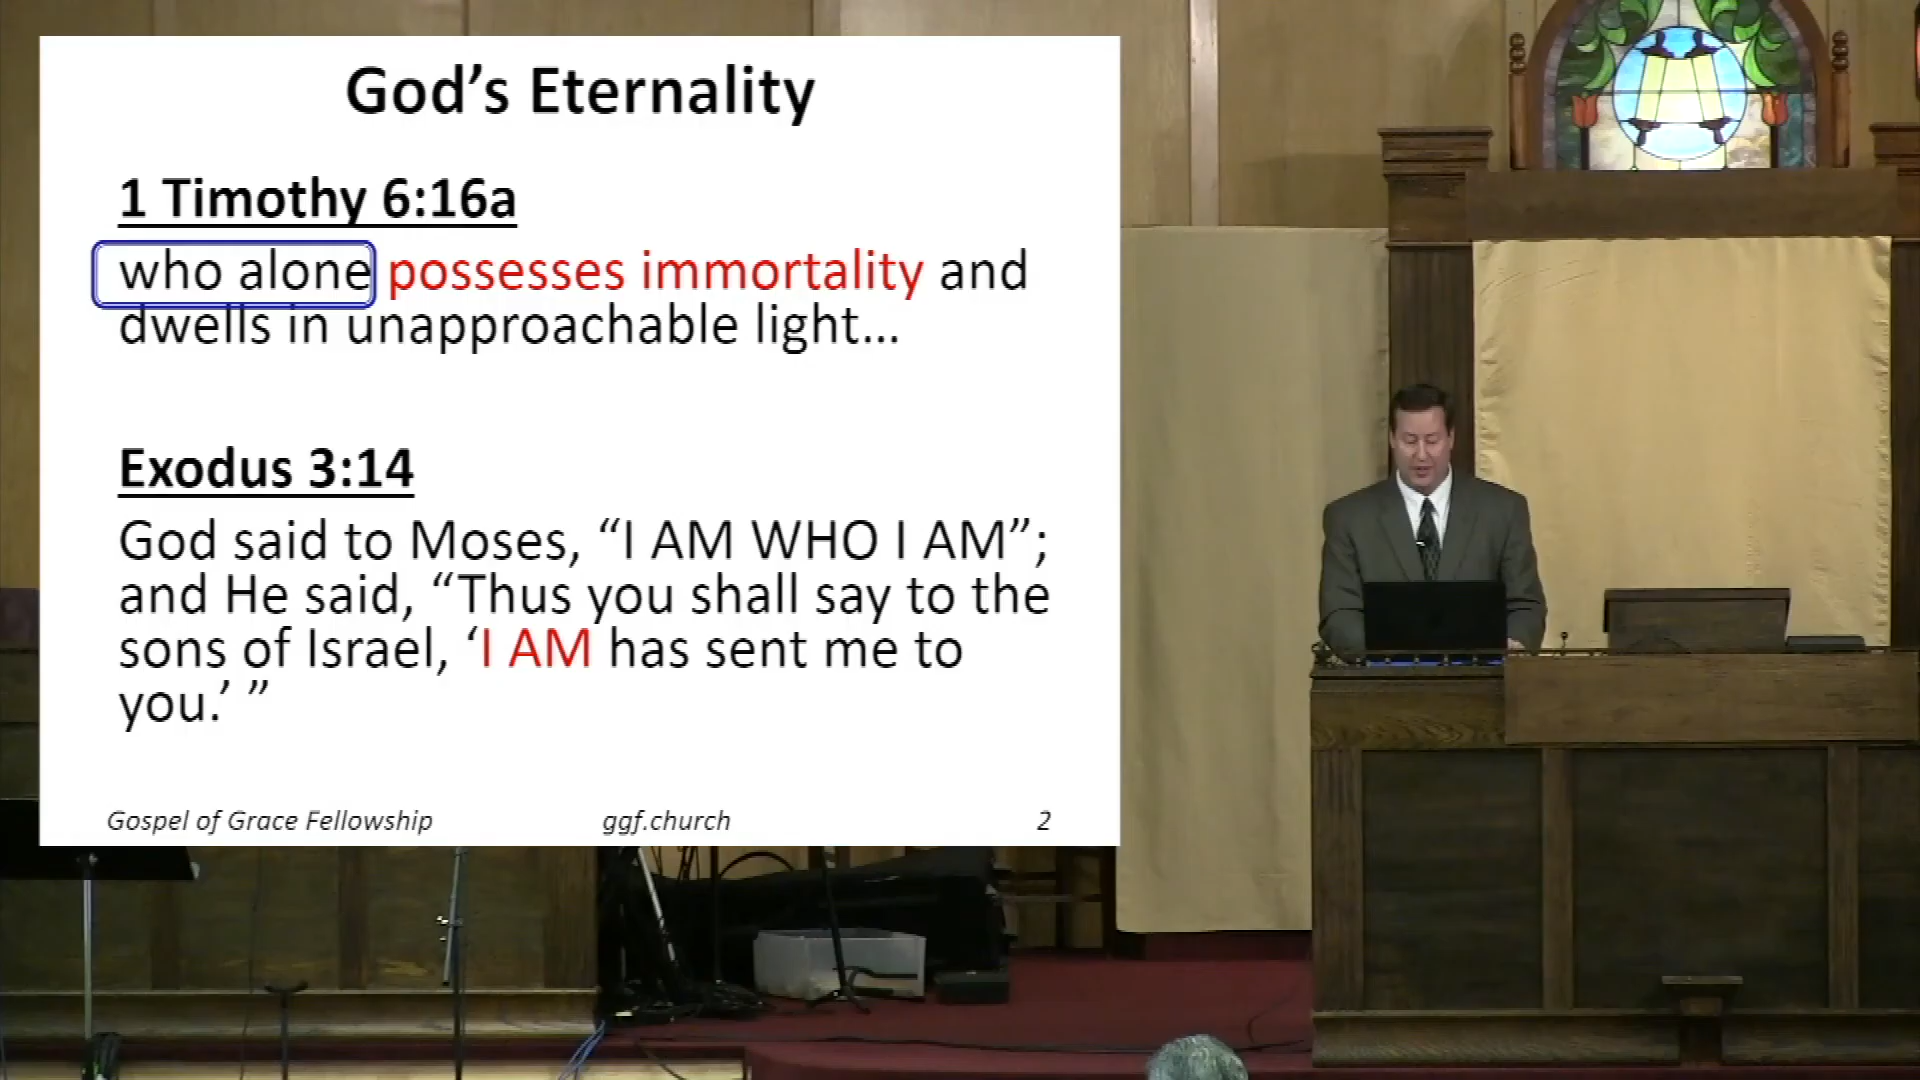 God’s Eternality
1 Timothy 6:16a
who alone possesses immortality and
dwells in unapproachable light...
Exodus 3:14
God said to Moses, “I AM WHO I AM”;
and He said, “Thus you shall say to the
sons of Israel, ‘I AM has sent me to
you.’ ”
Gospel of Grace Fellowship ggf.church 2